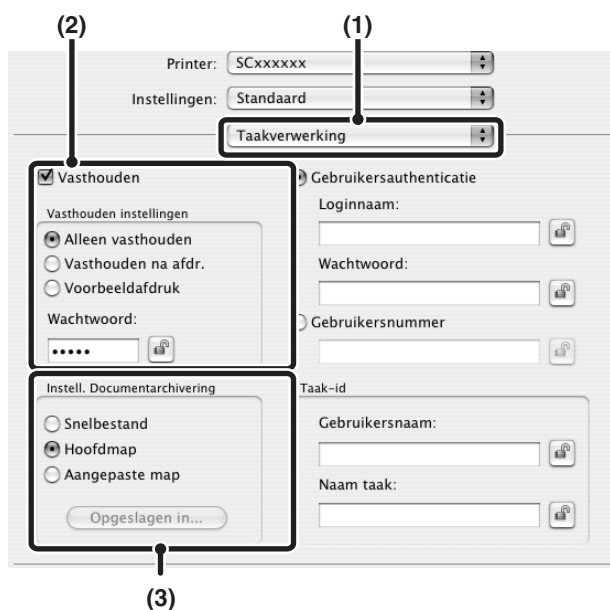 (2)
(1)
Printer: SCxxxxxx
Instellingen: Standaard
Taakverwerking
Vasthouden
Vasthouden instellingen
Alleen vasthouden
Vasthouden na afdr.
Voorbeeldafdruk
Wachtwoord:
•••••
Gebruikersauthenticatie
Loginnaam:
Wachtwoord:
Gebruikersnummer
Instell. Documentarchivering
Snelbestand
Hoofdmap
Aangepaste map
Opgeslagen in...
Taak-id
Gebruikersnaam:
Naam taak:
(3)